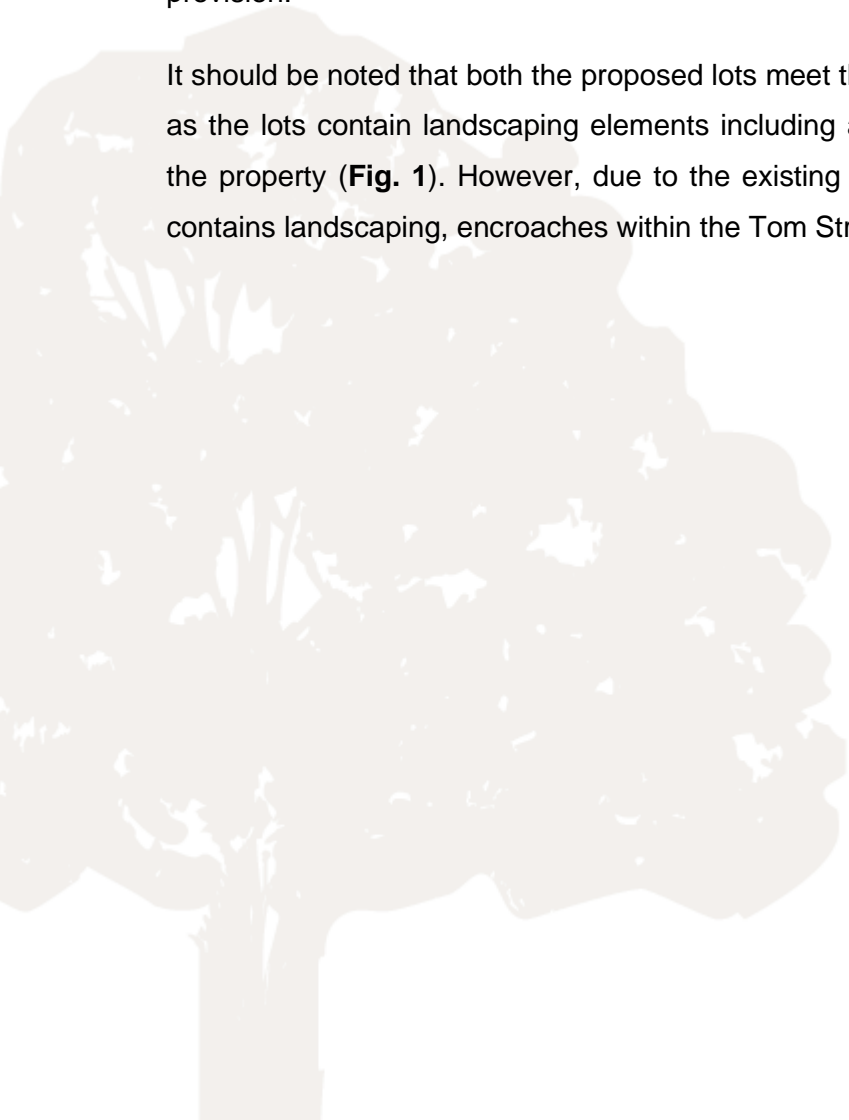 provision.
It should be noted that both the proposed lots meet
as the lots contain landscaping elements including
the property (Fig. 1). However, due to the existing
contains landscaping, encroaches within the Tom